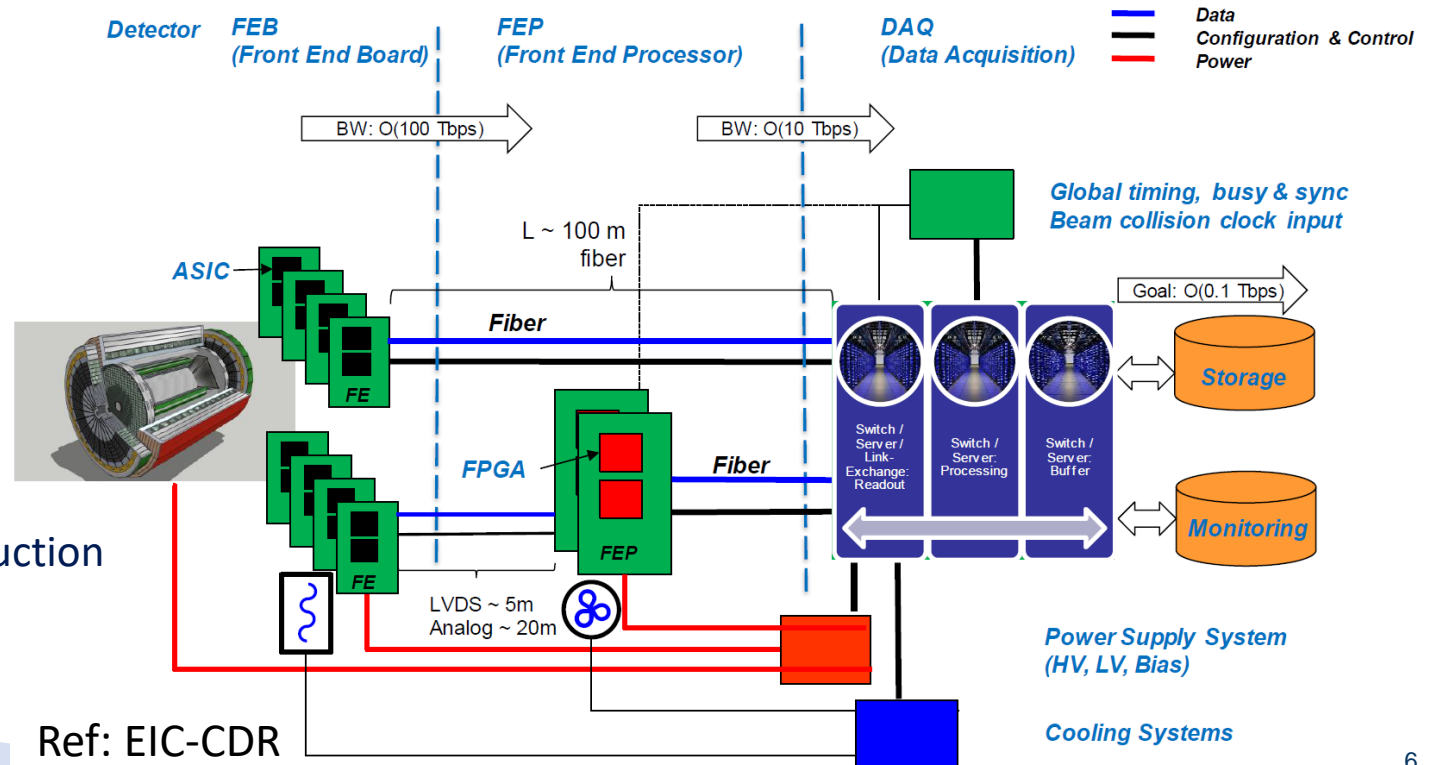 Detector
FEB
(Front End Board)
FEP
(Front End Processor)
DAQ
(Data Acquisition)
Data
Configuration & Control
Power
BW: O(100 Tbps)
BW: O(10 Tbps)
Global timing, busy & sync
Beam collision clock input
L ~ 100 m
fiber
ASIC
Goal: O(0.1 Tbps)
Fiber
FE
Storage
Switch /
Server /
Link-
Exchange:
Readout
Switch /
Server:
Processing
Switch /
Server:
Buffer
FPGA
Fiber
Monitoring
uction
FEP
FE
LVDS ~ 5m
Analog ~ 20m
Power Supply System
(HV, LV, Bias)
Cooling Systems
Ref: EIC-CDR
6